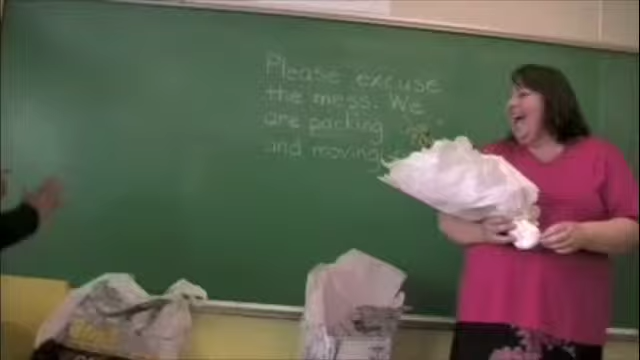 Please excuse
the mess. We
are packing
and moving